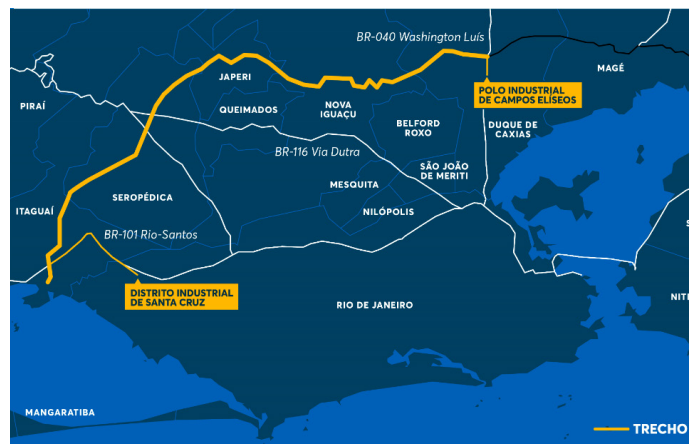 BR-040 Washington Luís
JAPERI
MAGÉ
PIRAÍ
QUEIMADOS
NOVA
IGUAÇU
POLO INDUSTRIAL
DE CAMPOS ELÍSEOS
BELFORD
ROXO
DUQUE DE
CAXIAS
BR-116 Via Dutra
SÃO JOÃO
DE MERITI
MESQUITA
SEROPÉDICA
ITAGUAÍ
NILÓPOLIS
BR-101 Rio-Santos
DISTRITO INDUSTRIAL
DE SANTA CRUZ
RIO DE JANEIRO
NITE
MANGARATIBA
TRECHO